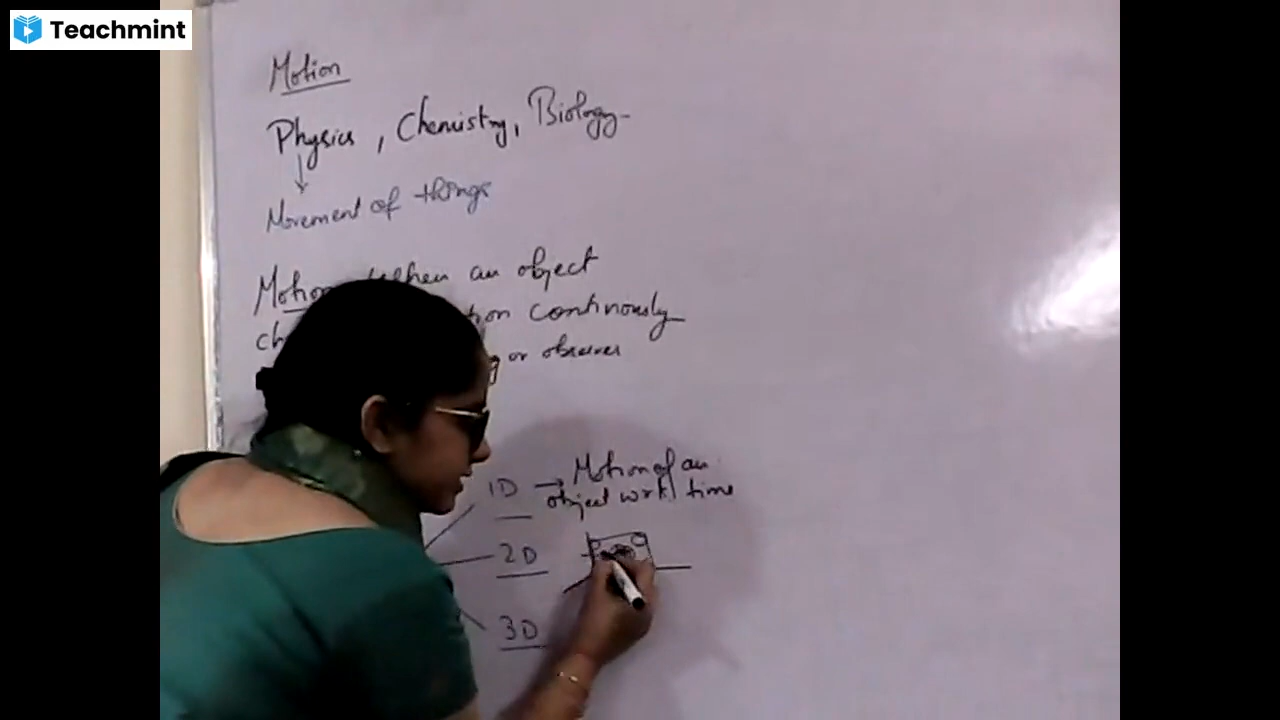 Teachmint
Motion
Physics, Chemistry, Biology
Movement of things
Motion When an object
continously
or observer
1D → Motion of an
object w.r.t time
2D
3D